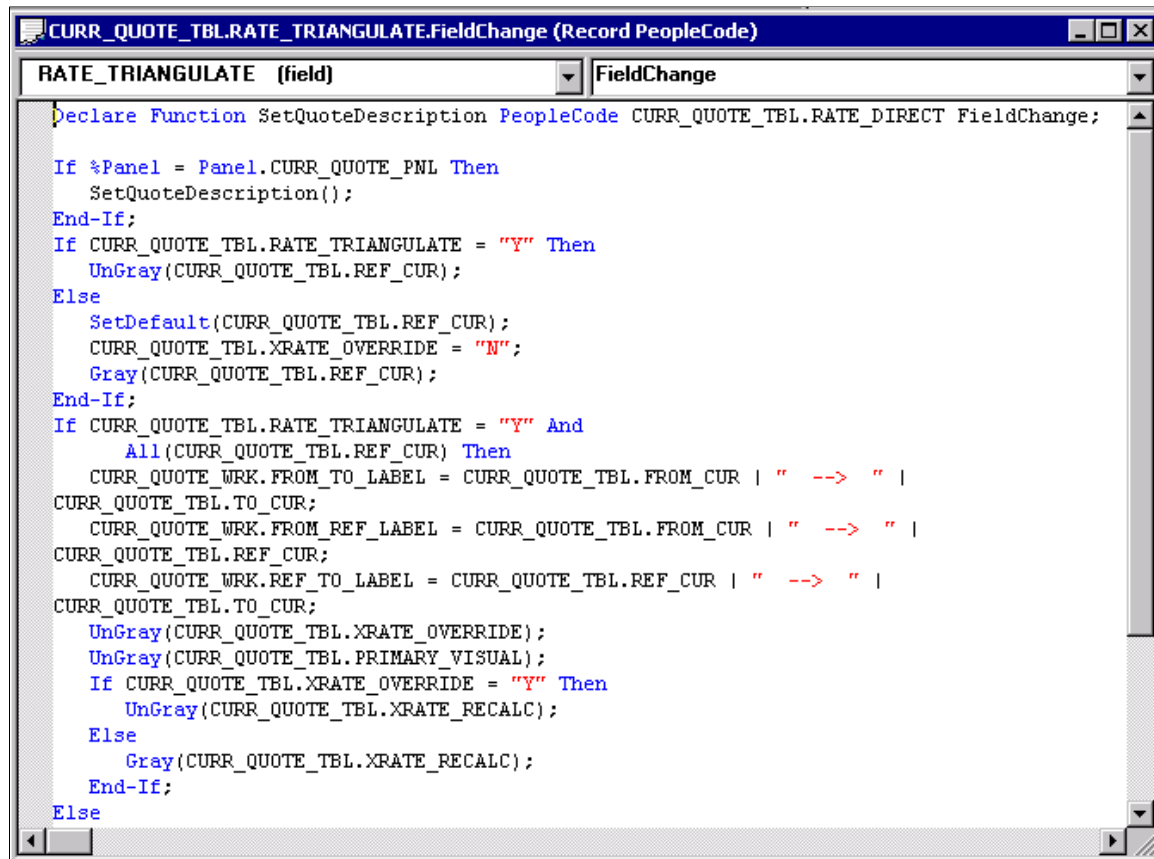 CURR_QUOTE_TBL.RATE_TRIANGULATE.FieldChange (Record PeopleCode)
RATE_TRIANGULATE (field) FieldChange
Declare Function SetQuoteDescription PeopleCode CURR_QUOTE_TBL.RATE_DIRECT FieldChange;
If %Panel = Panel.CURR_QUOTE_PNL Then
SetQuoteDescription();
End-If;
If CURR_QUOTE_TBL.RATE_TRIANGULATE = "Y" Then
UnGray(CURR_QUOTE_TBL.REF_CUR);
Else
SetDefault(CURR_QUOTE_TBL.REF_CUR);
CURR_QUOTE_TBL.XRATE_OVERRIDE = "N";
Gray(CURR_QUOTE_TBL.REF_CUR);
End-If;
If CURR_QUOTE_TBL.RATE_TRIANGULATE = "Y" And
All(CURR_QUOTE_TBL.REF_CUR) Then
CURR_QUOTE_WRK.FROM_TO_LABEL = CURR_QUOTE_TBL.FROM_CUR | "  -->  " |
CURR_QUOTE_TBL.TO_CUR;
CURR_QUOTE_WRK.FROM_REF_LABEL = CURR_QUOTE_TBL.FROM_CUR | "  -->  " |
CURR_QUOTE_TBL.REF_CUR;
CURR_QUOTE_WRK.REF_TO_LABEL = CURR_QUOTE_TBL.REF_CUR | "  -->  " |
CURR_QUOTE_TBL.TO_CUR;
UnGray(CURR_QUOTE_TBL.XRATE_OVERRIDE);
UnGray(CURR_QUOTE_TBL.PRIMARY_VISUAL);
If CURR_QUOTE_TBL.XRATE_OVERRIDE = "Y" Then
UnGray(CURR_QUOTE_TBL.XRATE_RECALC);
Else
Gray(CURR_QUOTE_TBL.XRATE_RECALC);
End-If;
Else